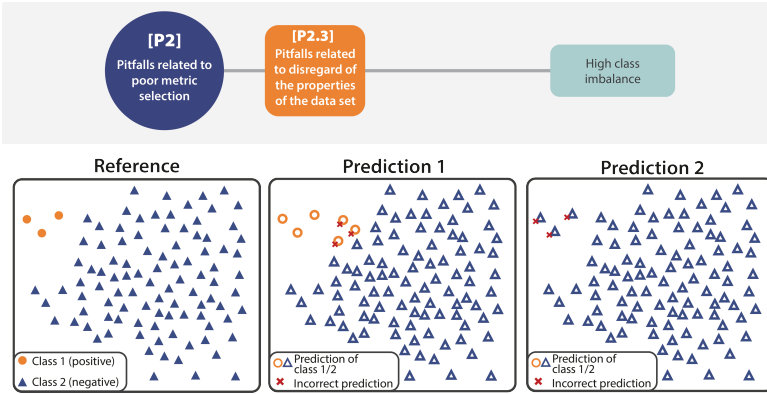 [P2]
Pitfalls related to
poor metric
selection
[P2.3]
Pitfalls related
to disregard of
the properties
of the data set
High class
imbalance
Reference
Prediction 1
Prediction 2
Class 1 (positive)
Class 2 (negative)
Prediction of
class 1/2
Incorrect prediction
Prediction of
class 1/2
Incorrect prediction